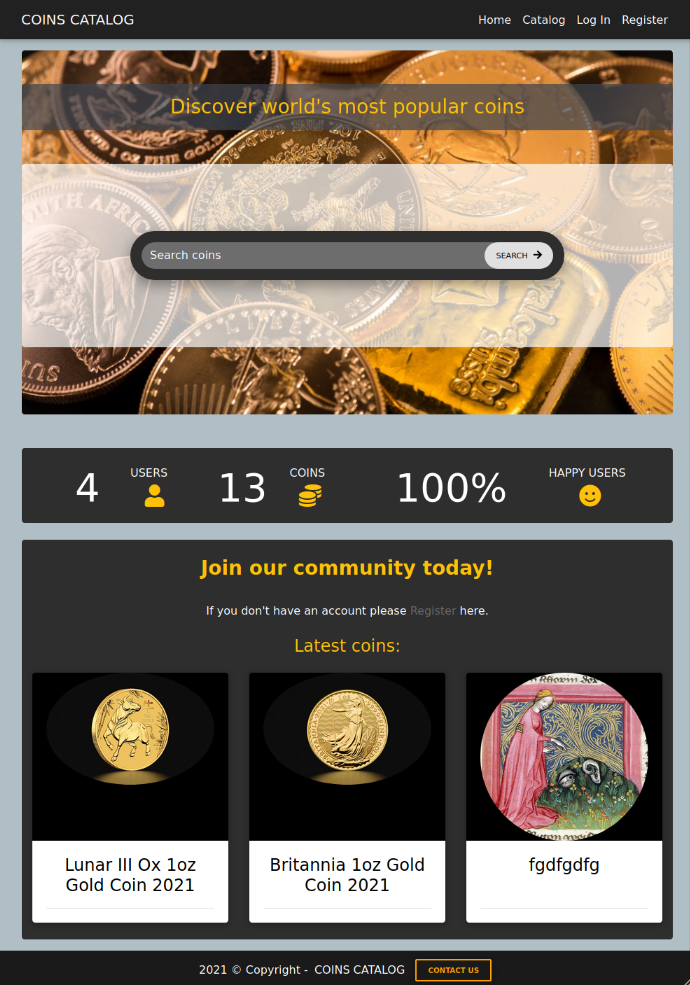 COINS CATALOG
Home Catalog Log In Register
Discover world's most popular coins
Search coins
SEARCH
4 USERS
13 COINS
100% HAPPY USERS
Join our community today!
If you don't have an account please Register here.
Latest coins:
Lunar III Ox 1oz
Gold Coin 2021
Britannia 1oz Gold
Coin 2021
fgdfgdfg
2021 © Copyright - COINS CATALOG
CONTACT US